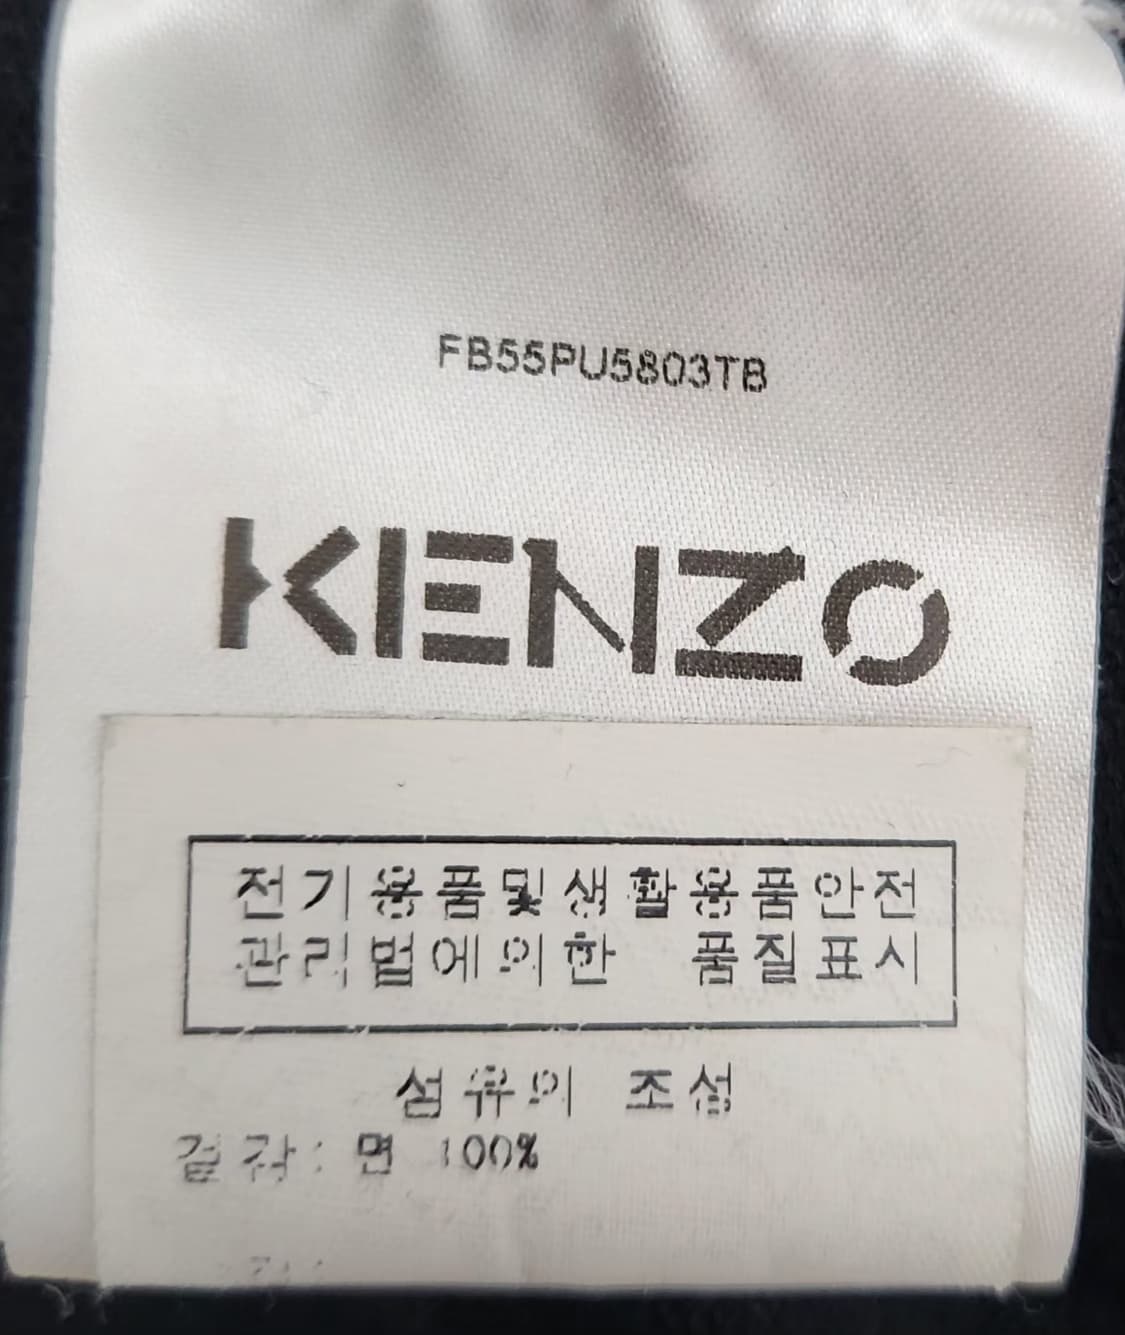 FB55PU5803TB
KENZO
전기용품및생활용품안전
관리법에의한 품질표시
섬유의 조성
겉감: 면 100%